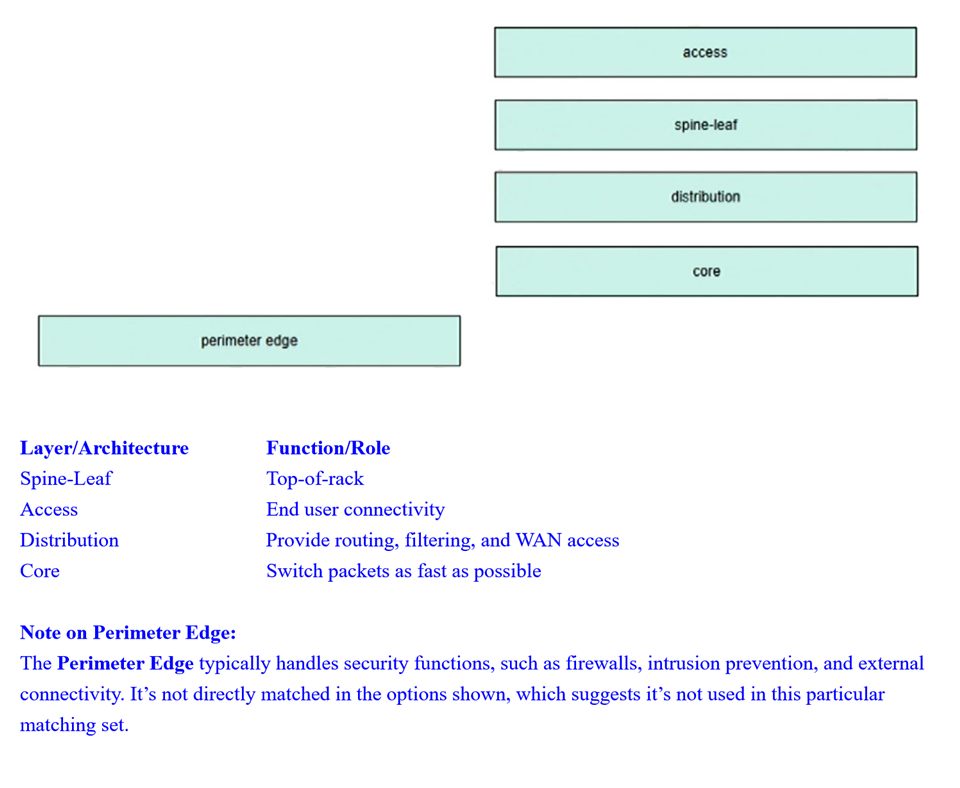 access
spine-leaf
distribution
core
perimeter edge
Layer/Architecture Function/Role
Spine-Leaf Top-of-rack
Access End user connectivity
Distribution Provide routing, filtering, and WAN access
Core Switch packets as fast as possible
Note on Perimeter Edge:
The Perimeter Edge typically handles security functions, such as firewalls, intrusion prevention, and external
connectivity. It’s not directly matched in the options shown, which suggests it’s not used in this particular
matching set.